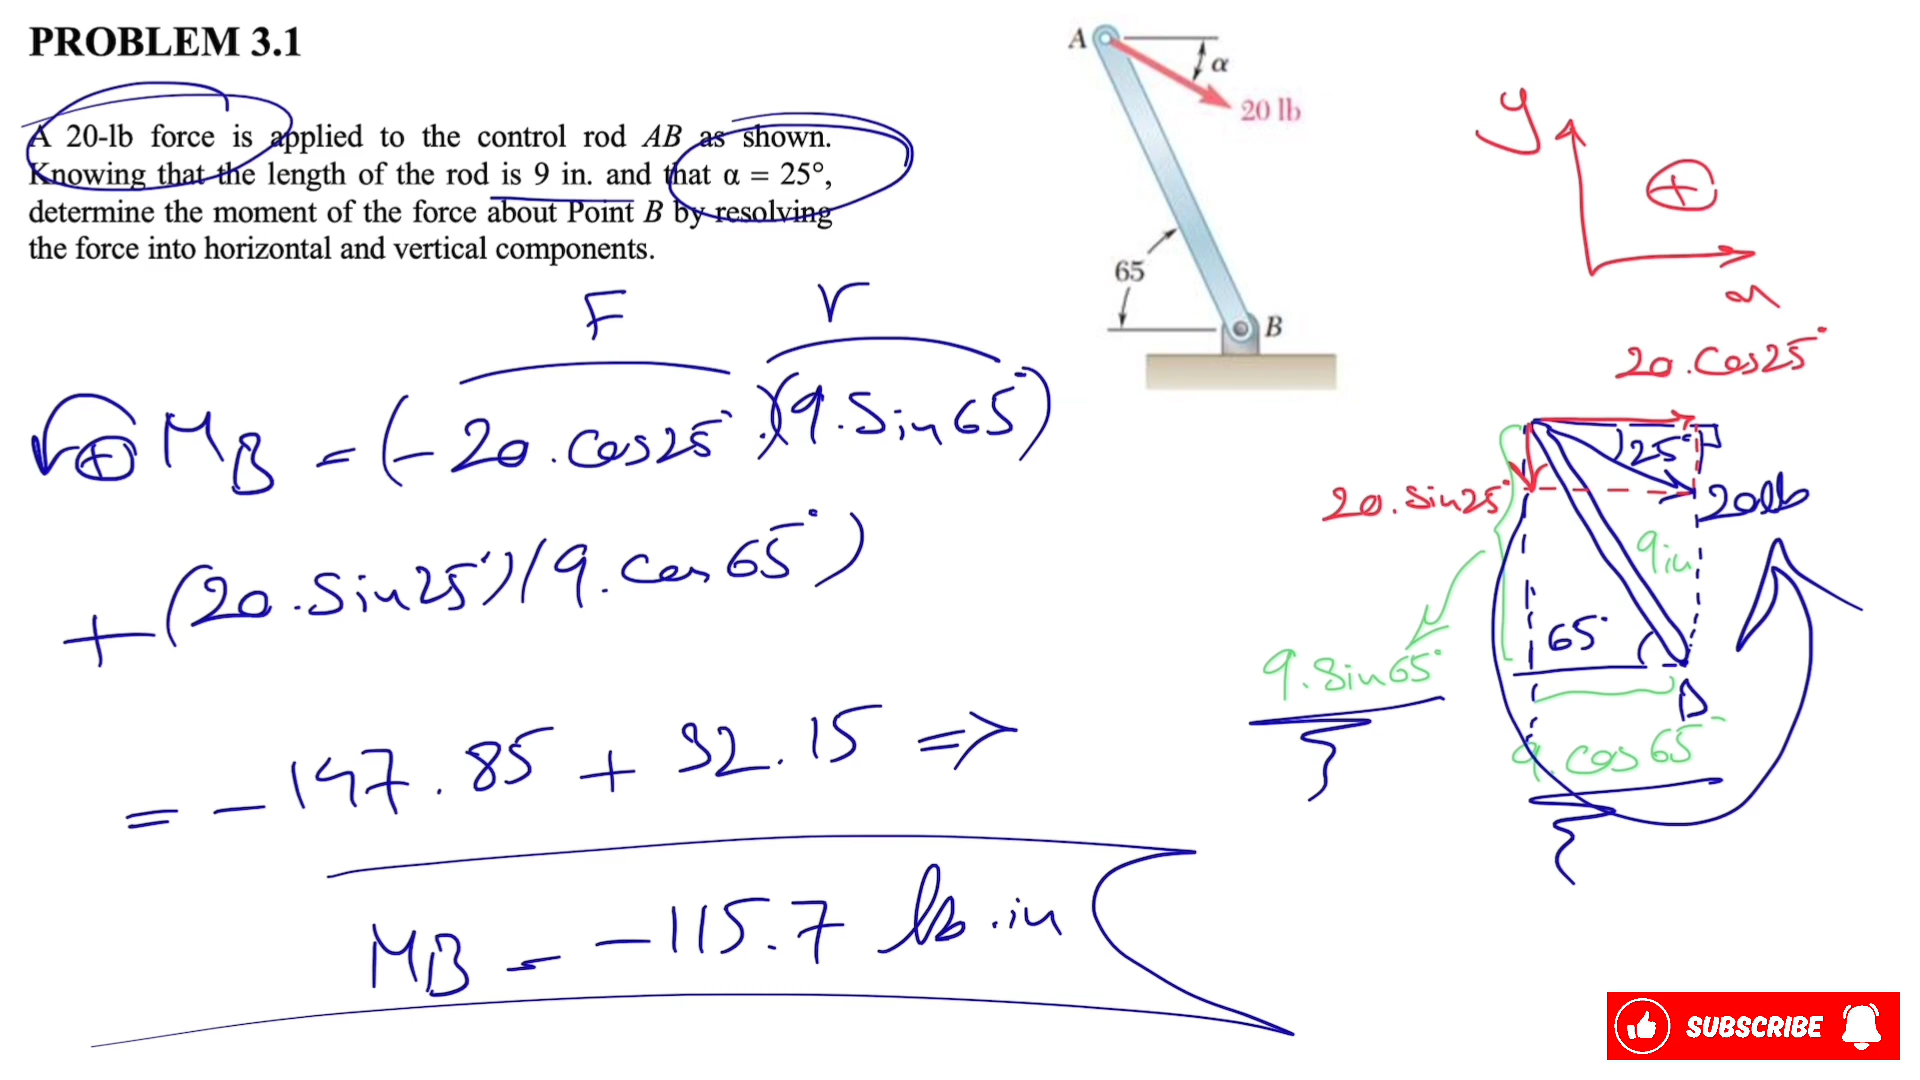 PROBLEM 3.1
A 20-lb force is applied to the control rod AB as shown.
Knowing that the length of the rod is 9 in. and that α = 25°,
determine the moment of the force about Point B by resolving
the force into horizontal and vertical components.
A
α
20 lb
65
B
y
+
x
F r
+ MB = (-20.cos25°).(9.Sin65°)
+(20.Sin25°)(9.cos65°)
= -147.85 + 32.15 =>
MB = -115.7 lb.in
20.Cos25°
25°
20.Sin25°
20lb
9in
65°
9.Sin65°
B
9.cos65°
SUBSCRIBE